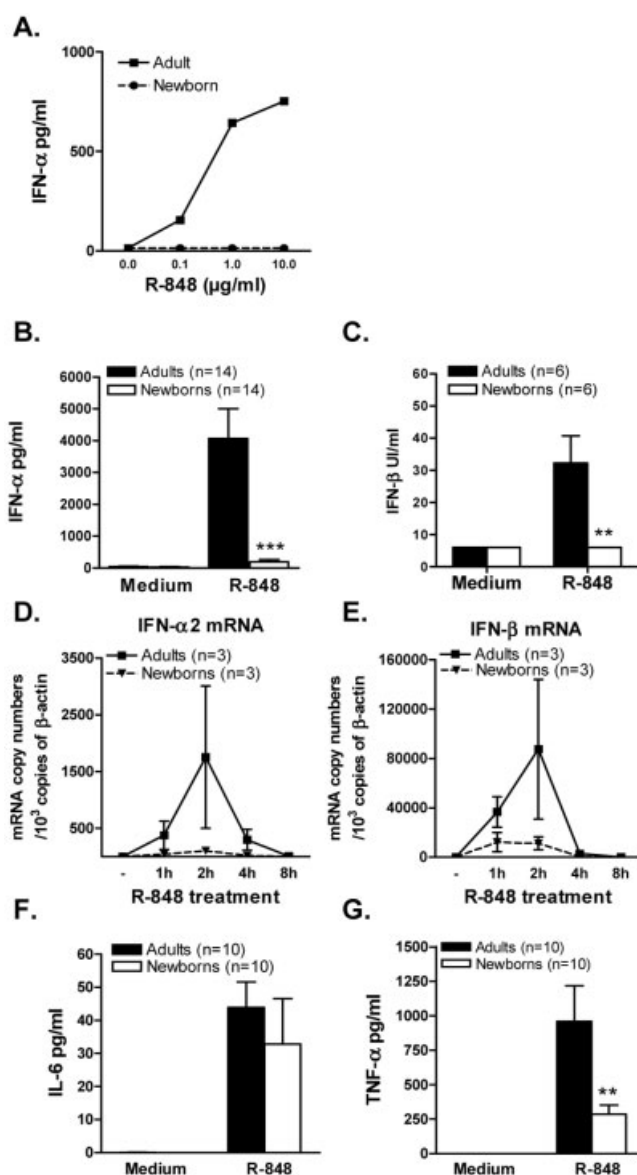 A.
Adult
Newborn
IFN-α pg/ml
1000
500
0
0.0 0.1 1.0 10.0
R-848 (µg/ml)
B.
Adults (n=14)
Newborns (n=14)
IFN-α pg/ml
6000
5000
4000
3000
2000
1000
0
***
Medium R-848
C.
Adults (n=6)
Newborns (n=6)
IFN-β UI/ml
60
50
40
30
20
10
0
**
Medium R-848
D.
IFN-α2 mRNA
Adults (n=3)
Newborns (n=3)
mRNA copy numbers
/10³ copies of β-actin
3500
2500
1500
500
- 1h 2h 4h 8h
R-848 treatment
E.
IFN-β mRNA
Adults (n=3)
Newborns (n=3)
mRNA copy numbers
/10³ copies of β-actin
160000
120000
80000
40000
0
- 1h 2h 4h 8h
R-848 treatment
F.
Adults (n=10)
Newborns (n=10)
IL-6 pg/ml
60
50
40
30
20
10
0
Medium R-848
G.
Adults (n=10)
Newborns (n=10)
TNF-α pg/ml
1500
1250
1000
750
500
250
0
**
Medium R-848